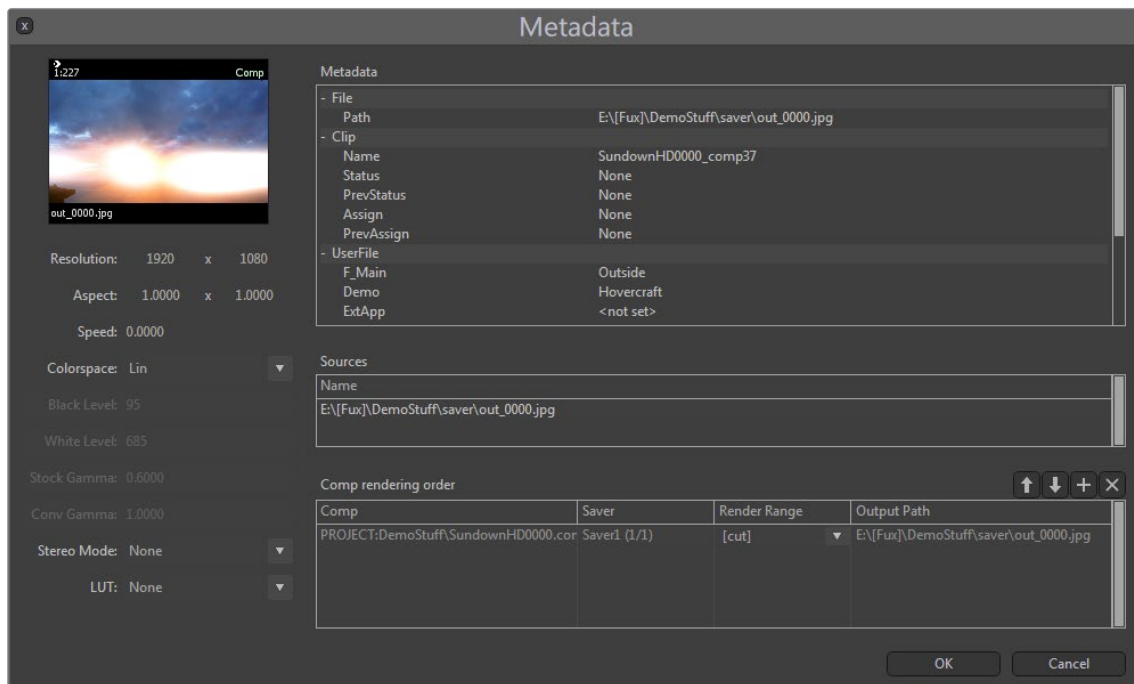 x
Metadata
1:227 Comp
out_0000.jpg
Resolution: 1920 x 1080
Aspect: 1.0000 x 1.0000
Speed: 0.0000
Colorspace: Lin
Black Level: 95
White Level: 685
Stock Gamma: 0.6000
Conv Gamma: 1.0000
Stereo Mode: None
LUT: None
Metadata
- File
Path E:\[Fux]\DemoStuff\saver\out_0000.jpg
- Clip
Name SundownHD0000_comp37
Status None
PrevStatus None
Assign None
PrevAssign None
- UserFile
F_Main Outside
Demo Hovercraft
ExtApp <not set>
Sources
Name
E:\[Fux]\DemoStuff\saver\out_0000.jpg
Comp rendering order
Comp Saver Render Range Output Path
PROJECT:DemoStuff\SundownHD0000.cor Saver1 (1/1) [cut] E:\[Fux]\DemoStuff\saver\out_0000.jpg
OK Cancel